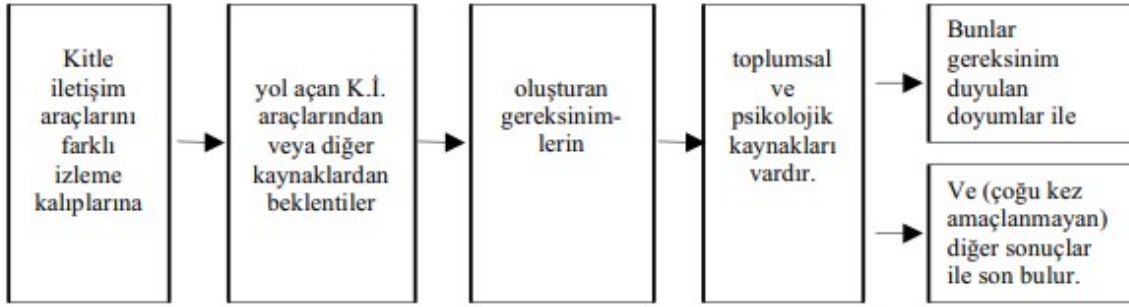 Kitle
iletişim
araçlarını
farklı
izleme
kalıplarına
yol açan K.İ.
araçlarından
veya diğer
kaynaklardan
beklentiler
oluşturan
gereksinim-
lerin
toplumsal
ve
psikolojik
kaynakları
vardır.
Bunlar
gereksinim
duyulan
doyumlar ile
Ve (çoğu kez
amaçlanmayan)
diğer sonuçlar
ile son bulur.